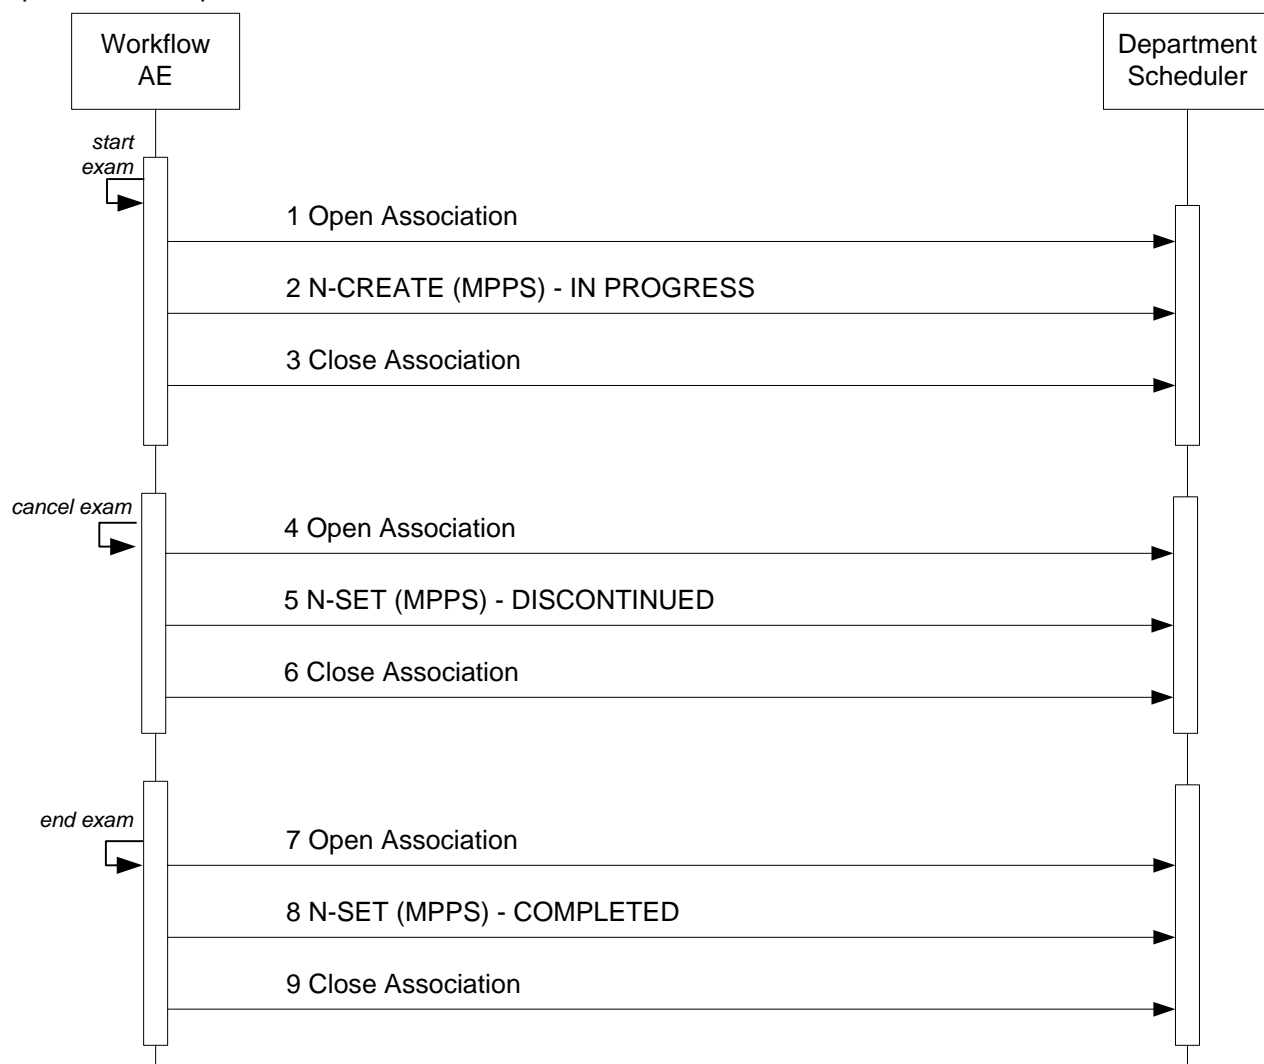 Workflow
AE
Department
Scheduler
start
exam
1 Open Association
2 N-CREATE (MPPS) - IN PROGRESS
3 Close Association
cancel exam
4 Open Association
5 N-SET (MPPS) - DISCONTINUED
6 Close Association
end exam
7 Open Association
8 N-SET (MPPS) - COMPLETED
9 Close Association